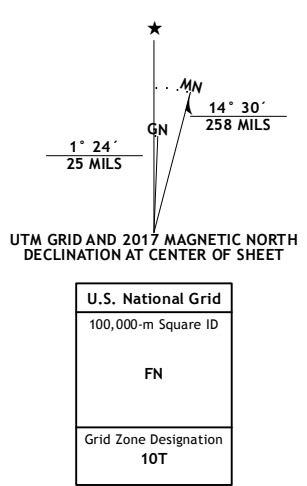 MN
14° 30´
258 MILS
GN
1° 24´
25 MILS
UTM GRID AND 2017 MAGNETIC NORTH
DECLINATION AT CENTER OF SHEET
U.S. National Grid
100,000-m Square ID
FN
Grid Zone Designation
10T